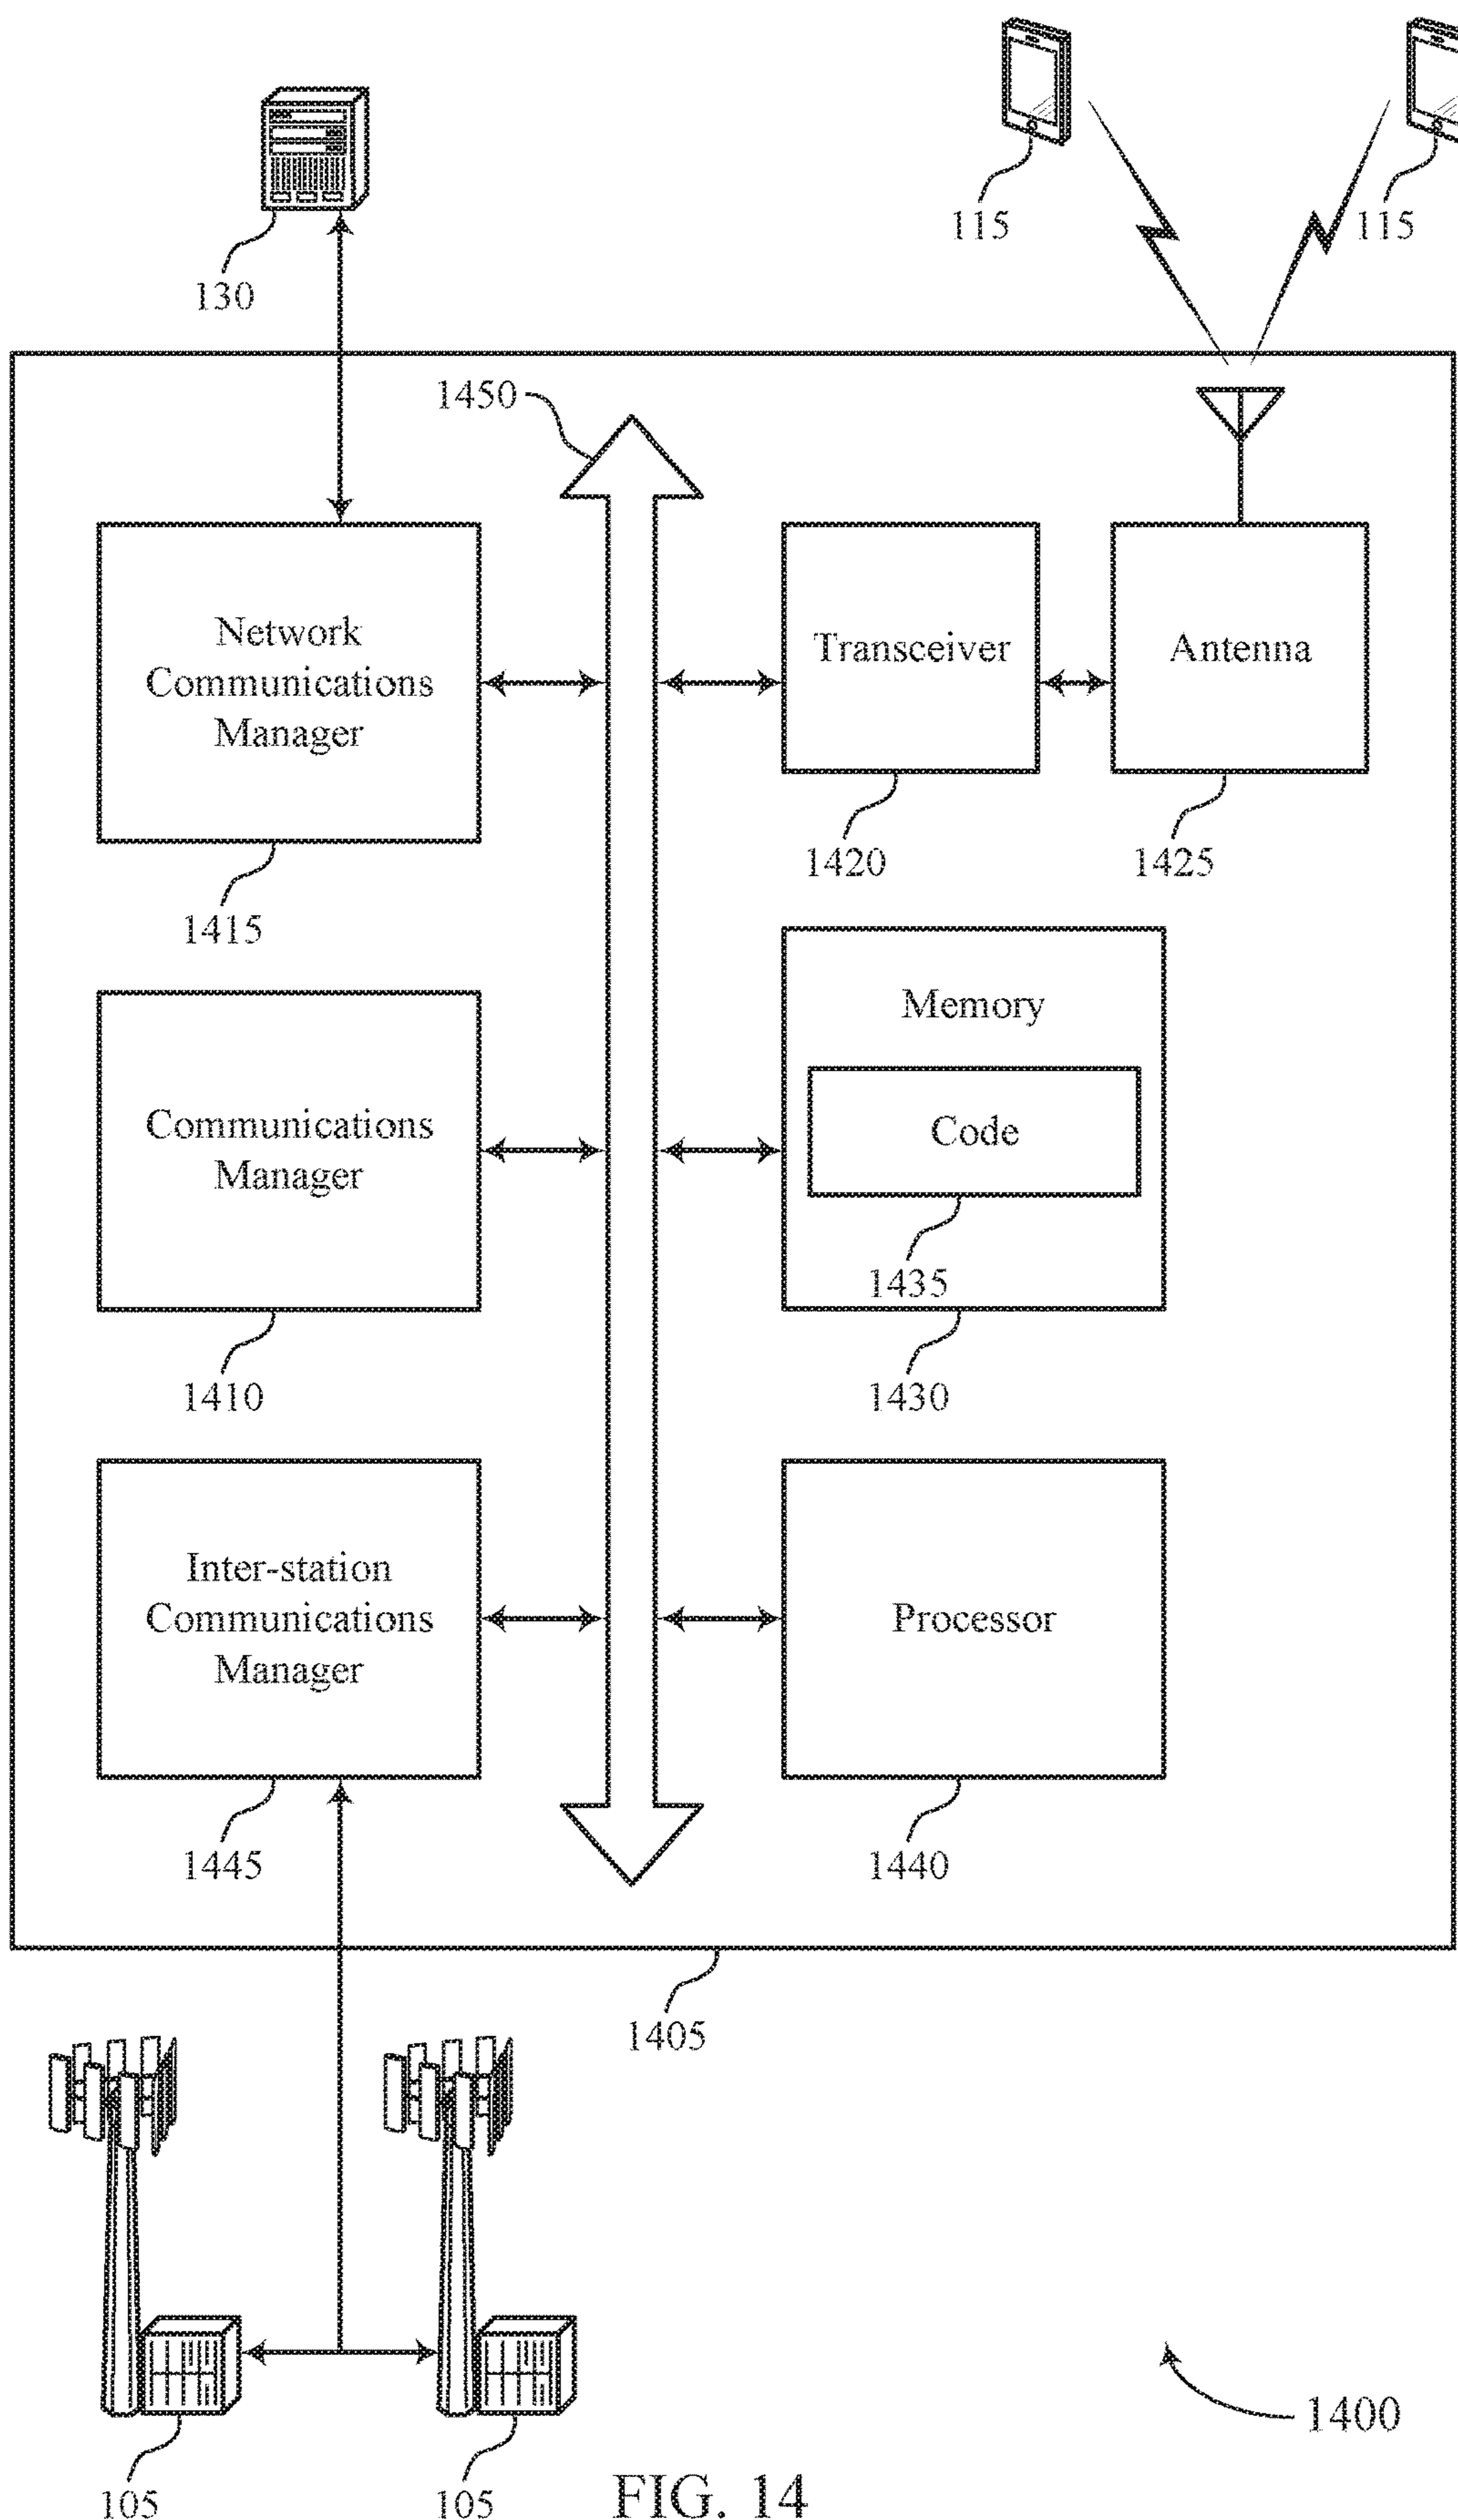 115
115
130
1450
Network
Communications
Manager
Transceiver
Antenna
1420
1425
1415
Memory
Communications
Manager
Code
1435
1410
1430
Inter-station
Communications
Manager
Processor
1445
1440
1405
1400
105
105
FIG. 14